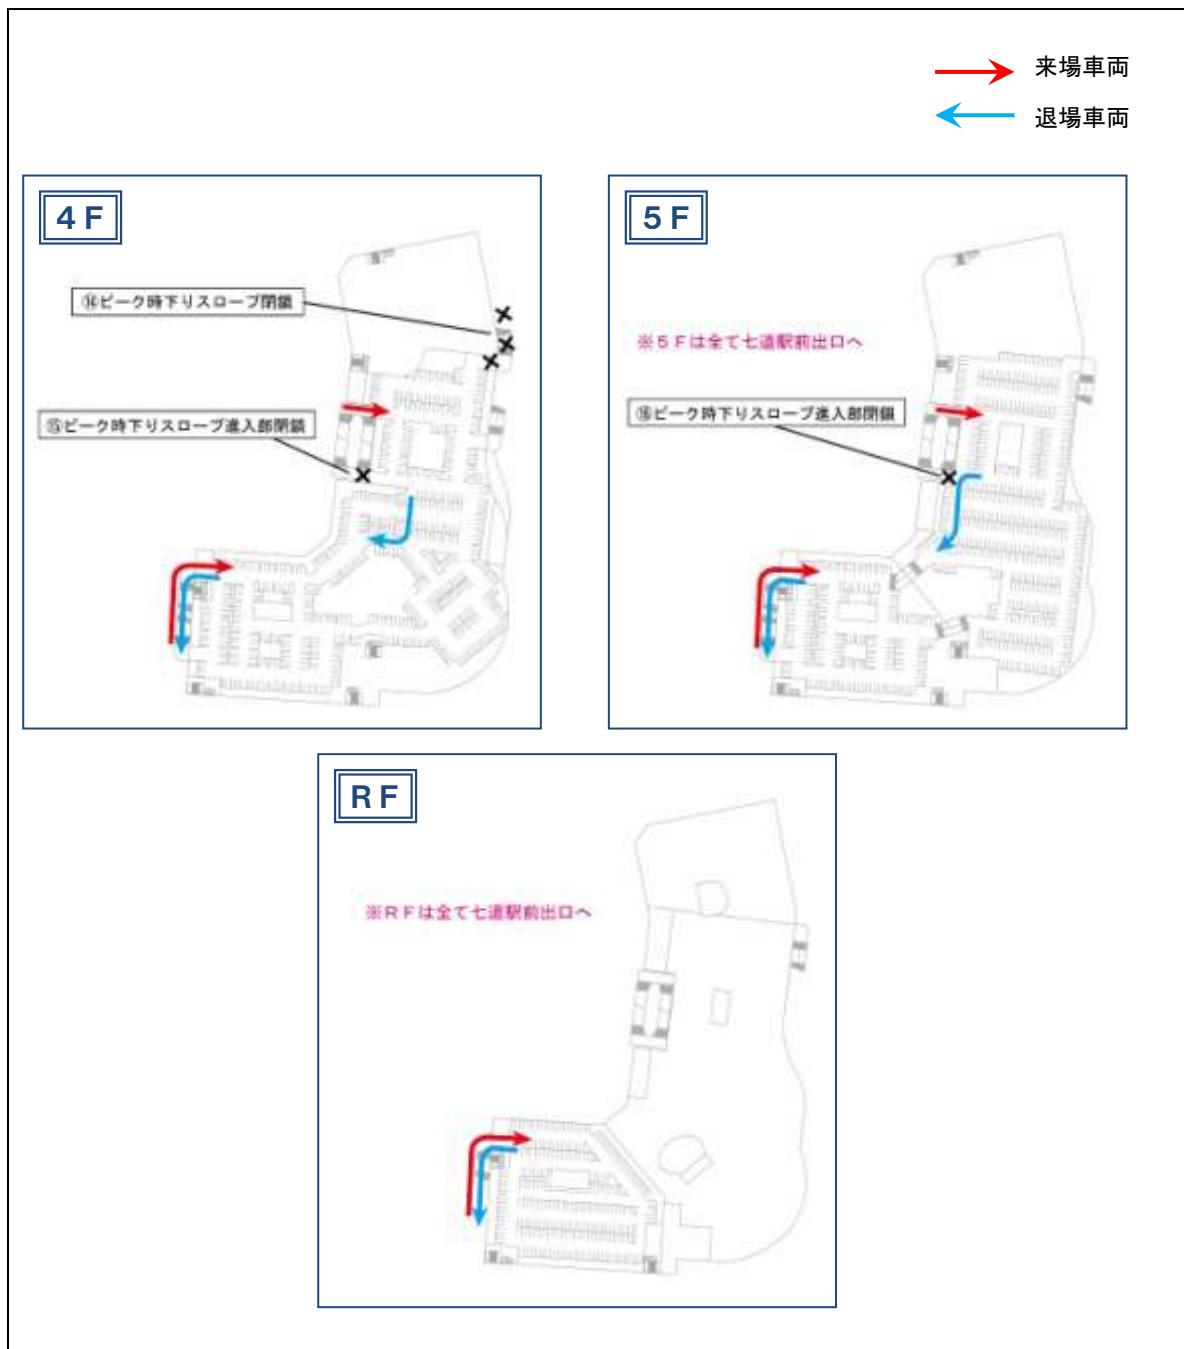 来場車両
退場車両
4F
⑭ピーク時下りスロープ閉鎖
⑮ピーク時下りスロープ進入部閉鎖
5F
※5Fは全て七道駅前出口へ
⑯ピーク時下りスロープ進入部閉鎖
RF
※RFは全て七道駅前出口へ